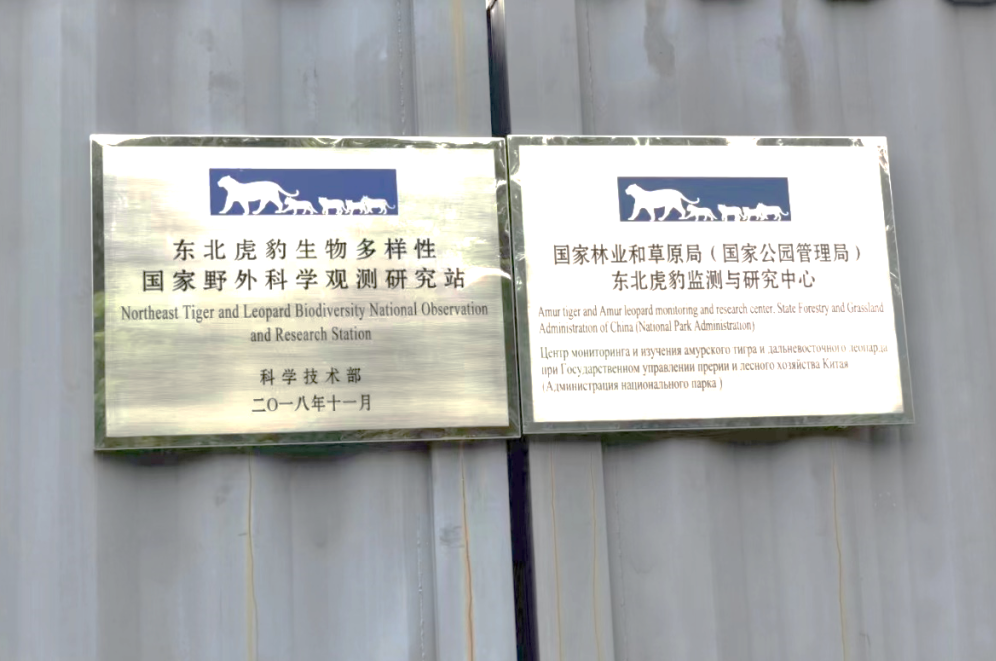 东北虎豹生物多样性
国家野外科学观测研究站
Northeast Tiger and Leopard Biodiversity National Observation
and Research Station
科学技术部
二〇一八年十一月
国家林业和草原局（国家公园管理局）
东北虎豹监测与研究中心
Amur tiger and Amur leopard monitoring and research center, State Forestry and Grassland
Administration of China (National Park Administration)
Центр мониторинга и изучения амурского тигра и дальневосточного леопарда
при Государственном управлении прерии и лесного хозяйства Китая
(Администрация национального парка )